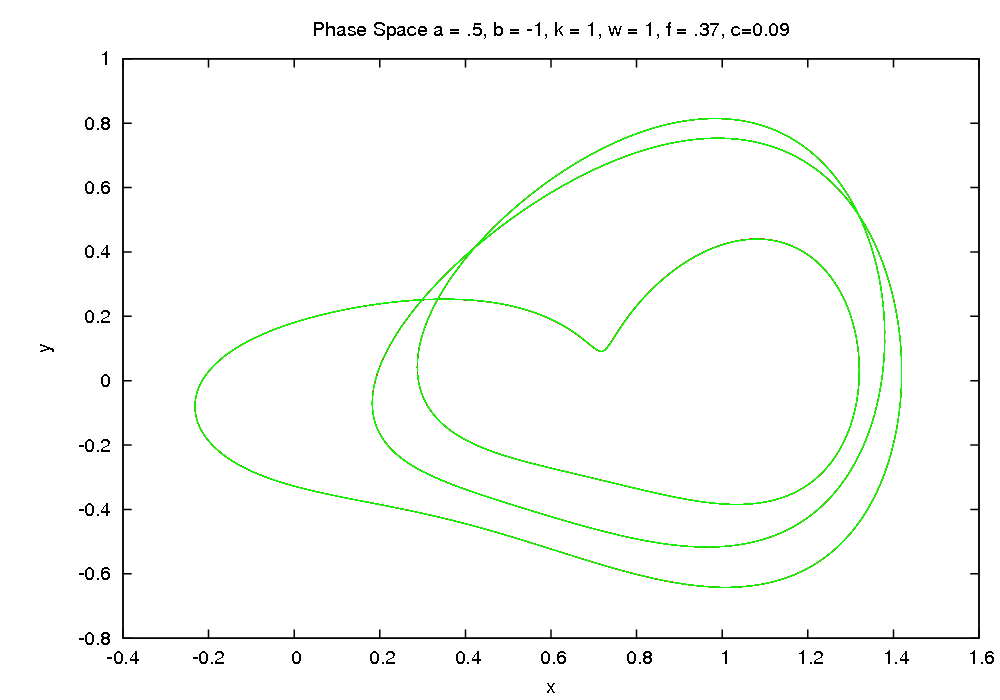 Phase Space a = .5, b = -1, k = 1, w = 1, f = .37, c=0.09
1
0.8
0.6
0.4
0.2
0
-0.2
-0.4
-0.6
-0.8
y
-0.4 -0.2 0 0.2 0.4 0.6 0.8 1 1.2 1.4 1.6
x